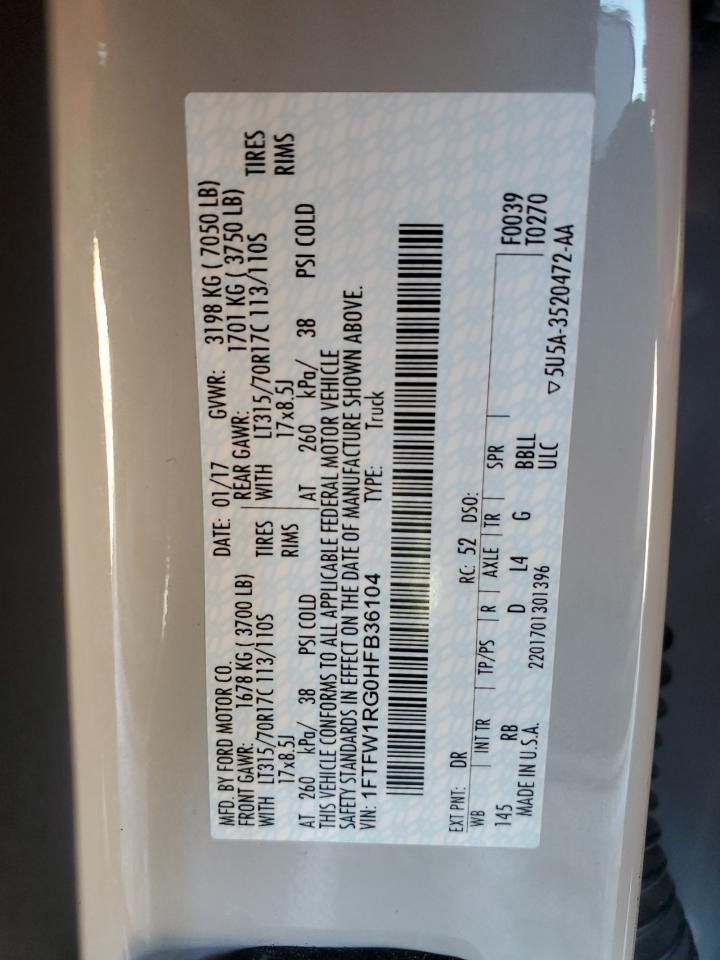 MFD. BY FORD MOTOR CO.
DATE: 01/17 GVWR: 3198 KG ( 7050 LB)
FRONT GAWR: 1678 KG ( 3700 LB) REAR GAWR: 1701 KG ( 3750 LB)
WITH LT315/70R17C 113/110S TIRES WITH LT315/70R17C 113/110S TIRES
17x8.5J RIMS 17x8.5J RIMS
AT 260 kPa/ 38 PSI COLD AT 260 kPa/ 38 PSI COLD
THIS VEHICLE CONFORMS TO ALL APPLICABLE FEDERAL MOTOR VEHICLE
SAFETY STANDARDS IN EFFECT ON THE DATE OF MANUFACTURE SHOWN ABOVE.
VIN: 1FTFW1RG0HFB36104 TYPE: Truck
EXT PNT: DR RC: 52 DSO:
WB INT TR TP/PS R AXLE TR SPR F0039
145 RB D L4 G BBLL T0270
MADE IN U.S.A. 2201701301396 ULC
▽5U5A-3520472-AA